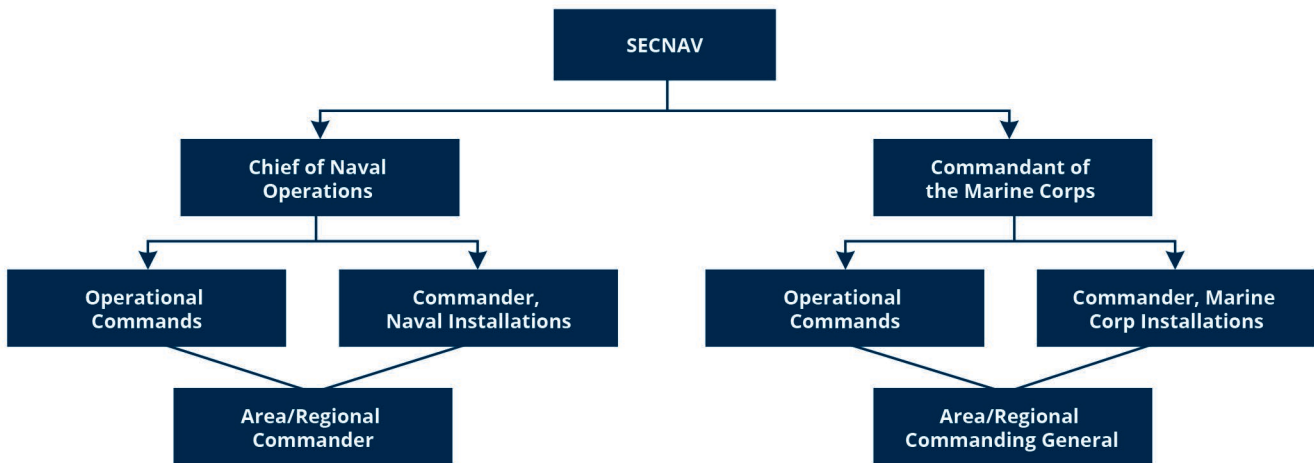 SECNAV
Chief of Naval
Operations
Commandant of
the Marine Corps
Operational
Commands
Commander,
Naval Installations
Operational
Commands
Commander, Marine
Corp Installations
Area/Regional
Commander
Area/Regional
Commanding General